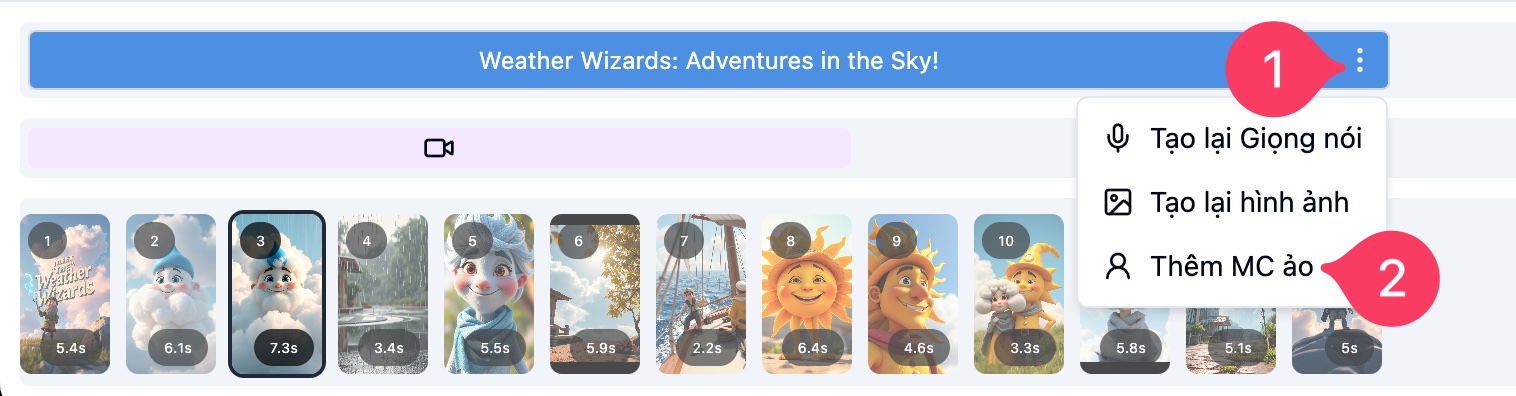 Weather Wizards: Adventures in the Sky!
1
Tạo lại Giọng nói
Tạo lại hình ảnh
Thêm MC ảo
2
1
2
3
4
5
6
7
8
9
10
Weather
Wizards
5.4s
6.1s
7.3s
3.4s
5.5s
5.9s
2.2s
6.4s
4.6s
3.3s
5.8s
5.1s
5s